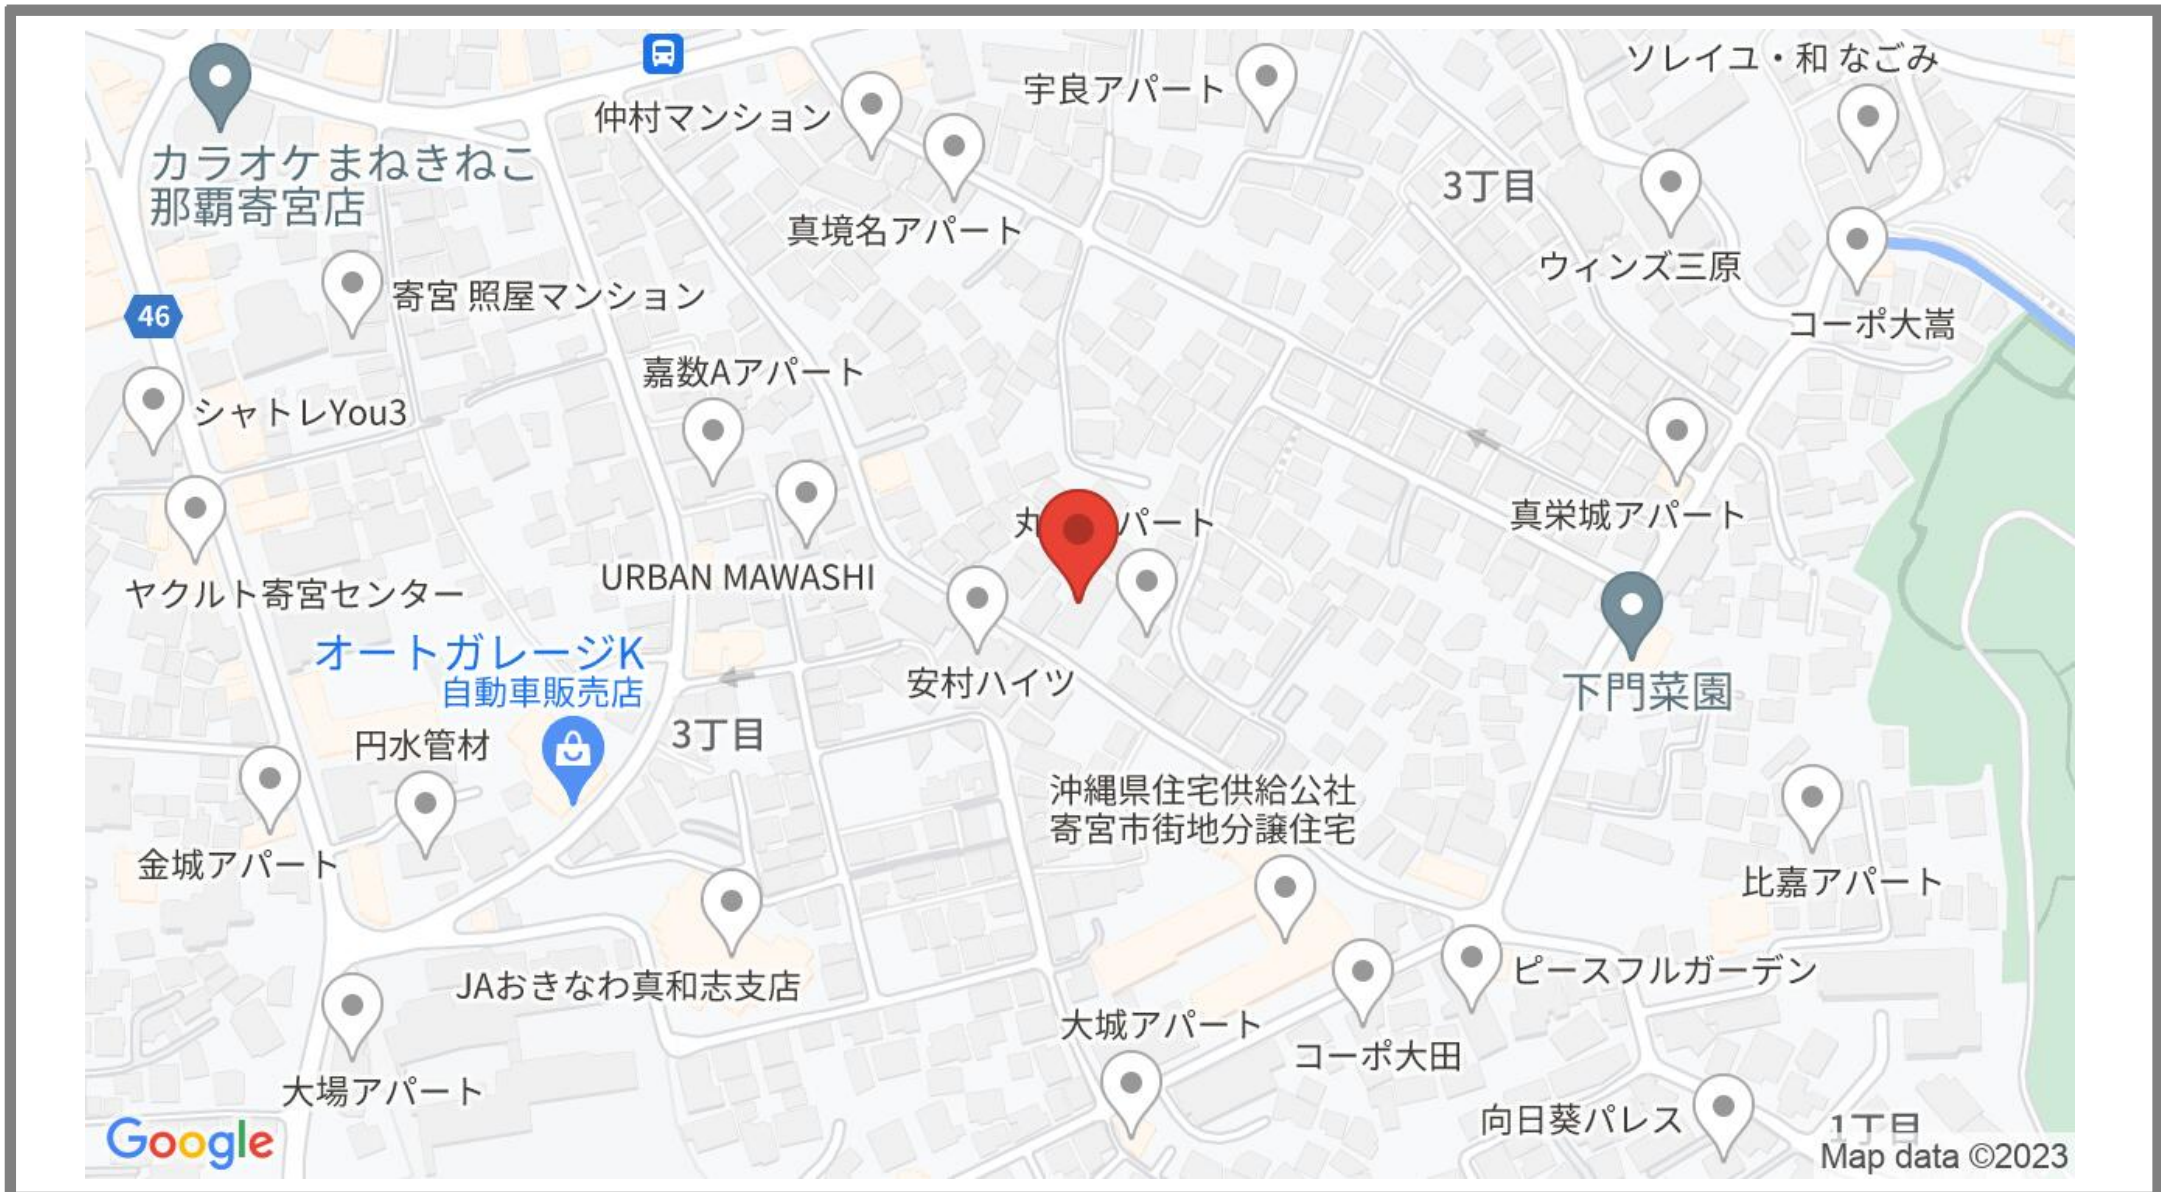 ソレイユ・和 なごみ
宇良アパート
仲村マンション
カラオケまねきねこ
那覇寄宮店
3丁目
真境名アパート
ウィンズ三原
寄宮 照屋マンション
46
コーポ大嵩
嘉数Aアパート
シャトレYou3
真栄城アパート
丸 パート
URBAN MAWASHI
ヤクルト寄宮センター
オートガレージK
自動車販売店
安村ハイツ
下門菜園
3丁目
円水管材
沖縄県住宅供給公社
寄宮市街地分譲住宅
金城アパート
比嘉アパート
JAおきなわ真和志支店
ピースフルガーデン
大城アパート
コーポ大田
大場アパート
向日葵パレス
1丁目
Google
Map data ©2023